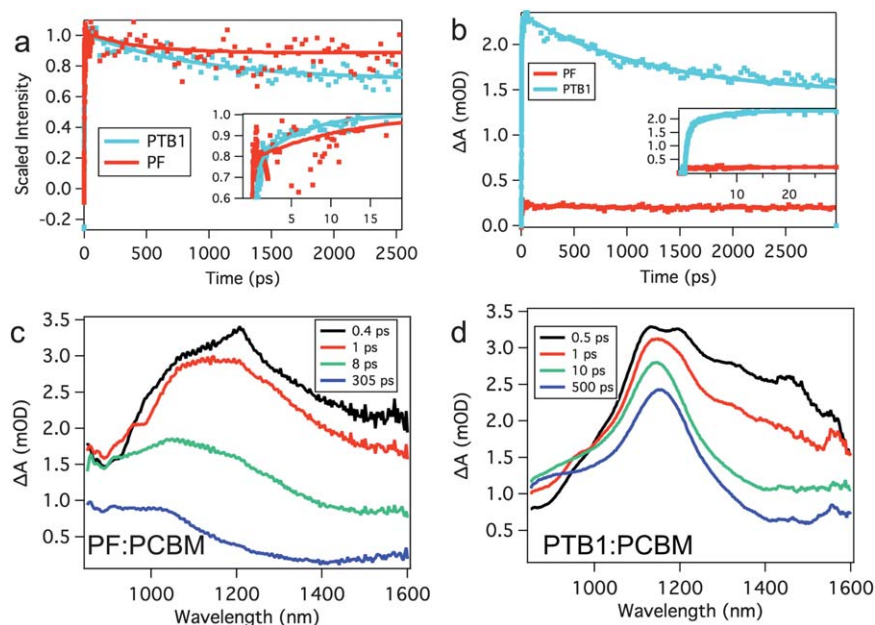 a
Scaled Intensity
1.0
0.8
0.6
0.4
0.2
0.0
-0.2
PTB1
PF
1.0
0.9
0.8
0.7
0.6
5 10 15
0 500 1000 1500 2000 2500
Time (ps)
b
ΔA (mOD)
2.0
1.5
1.0
0.5
0.0
PF
PTB1
2.0
1.5
1.0
0.5
10 20
0 500 1000 1500 2000 2500
Time (ps)
c
ΔA (mOD)
3.5
3.0
2.5
2.0
1.5
1.0
0.5
0.4 ps
1 ps
8 ps
305 ps
PF:PCBM
1000 1200 1400 1600
Wavelength (nm)
d
ΔA (mOD)
3.5
3.0
2.5
2.0
1.5
1.0
0.5
0.5 ps
1 ps
10 ps
500 ps
PTB1:PCBM
1000 1200 1400 1600
Wavelength (nm)